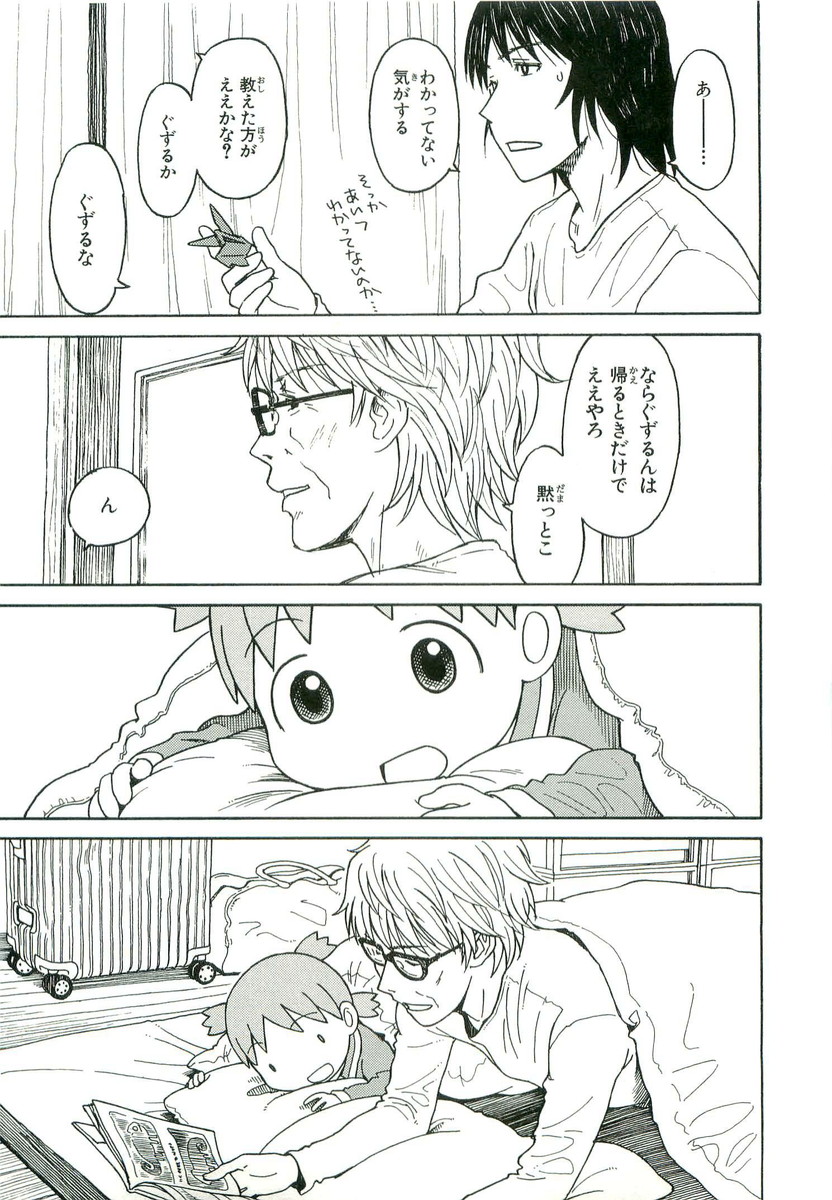 あ――…
わかってない
気がする
そっか
あいつ
わかってないのか…
教えた方が
ええかな?
ぐずるか
ぐずるな
ならぐずるんは
帰るときだけで
ええやろ
黙っとこ
ん